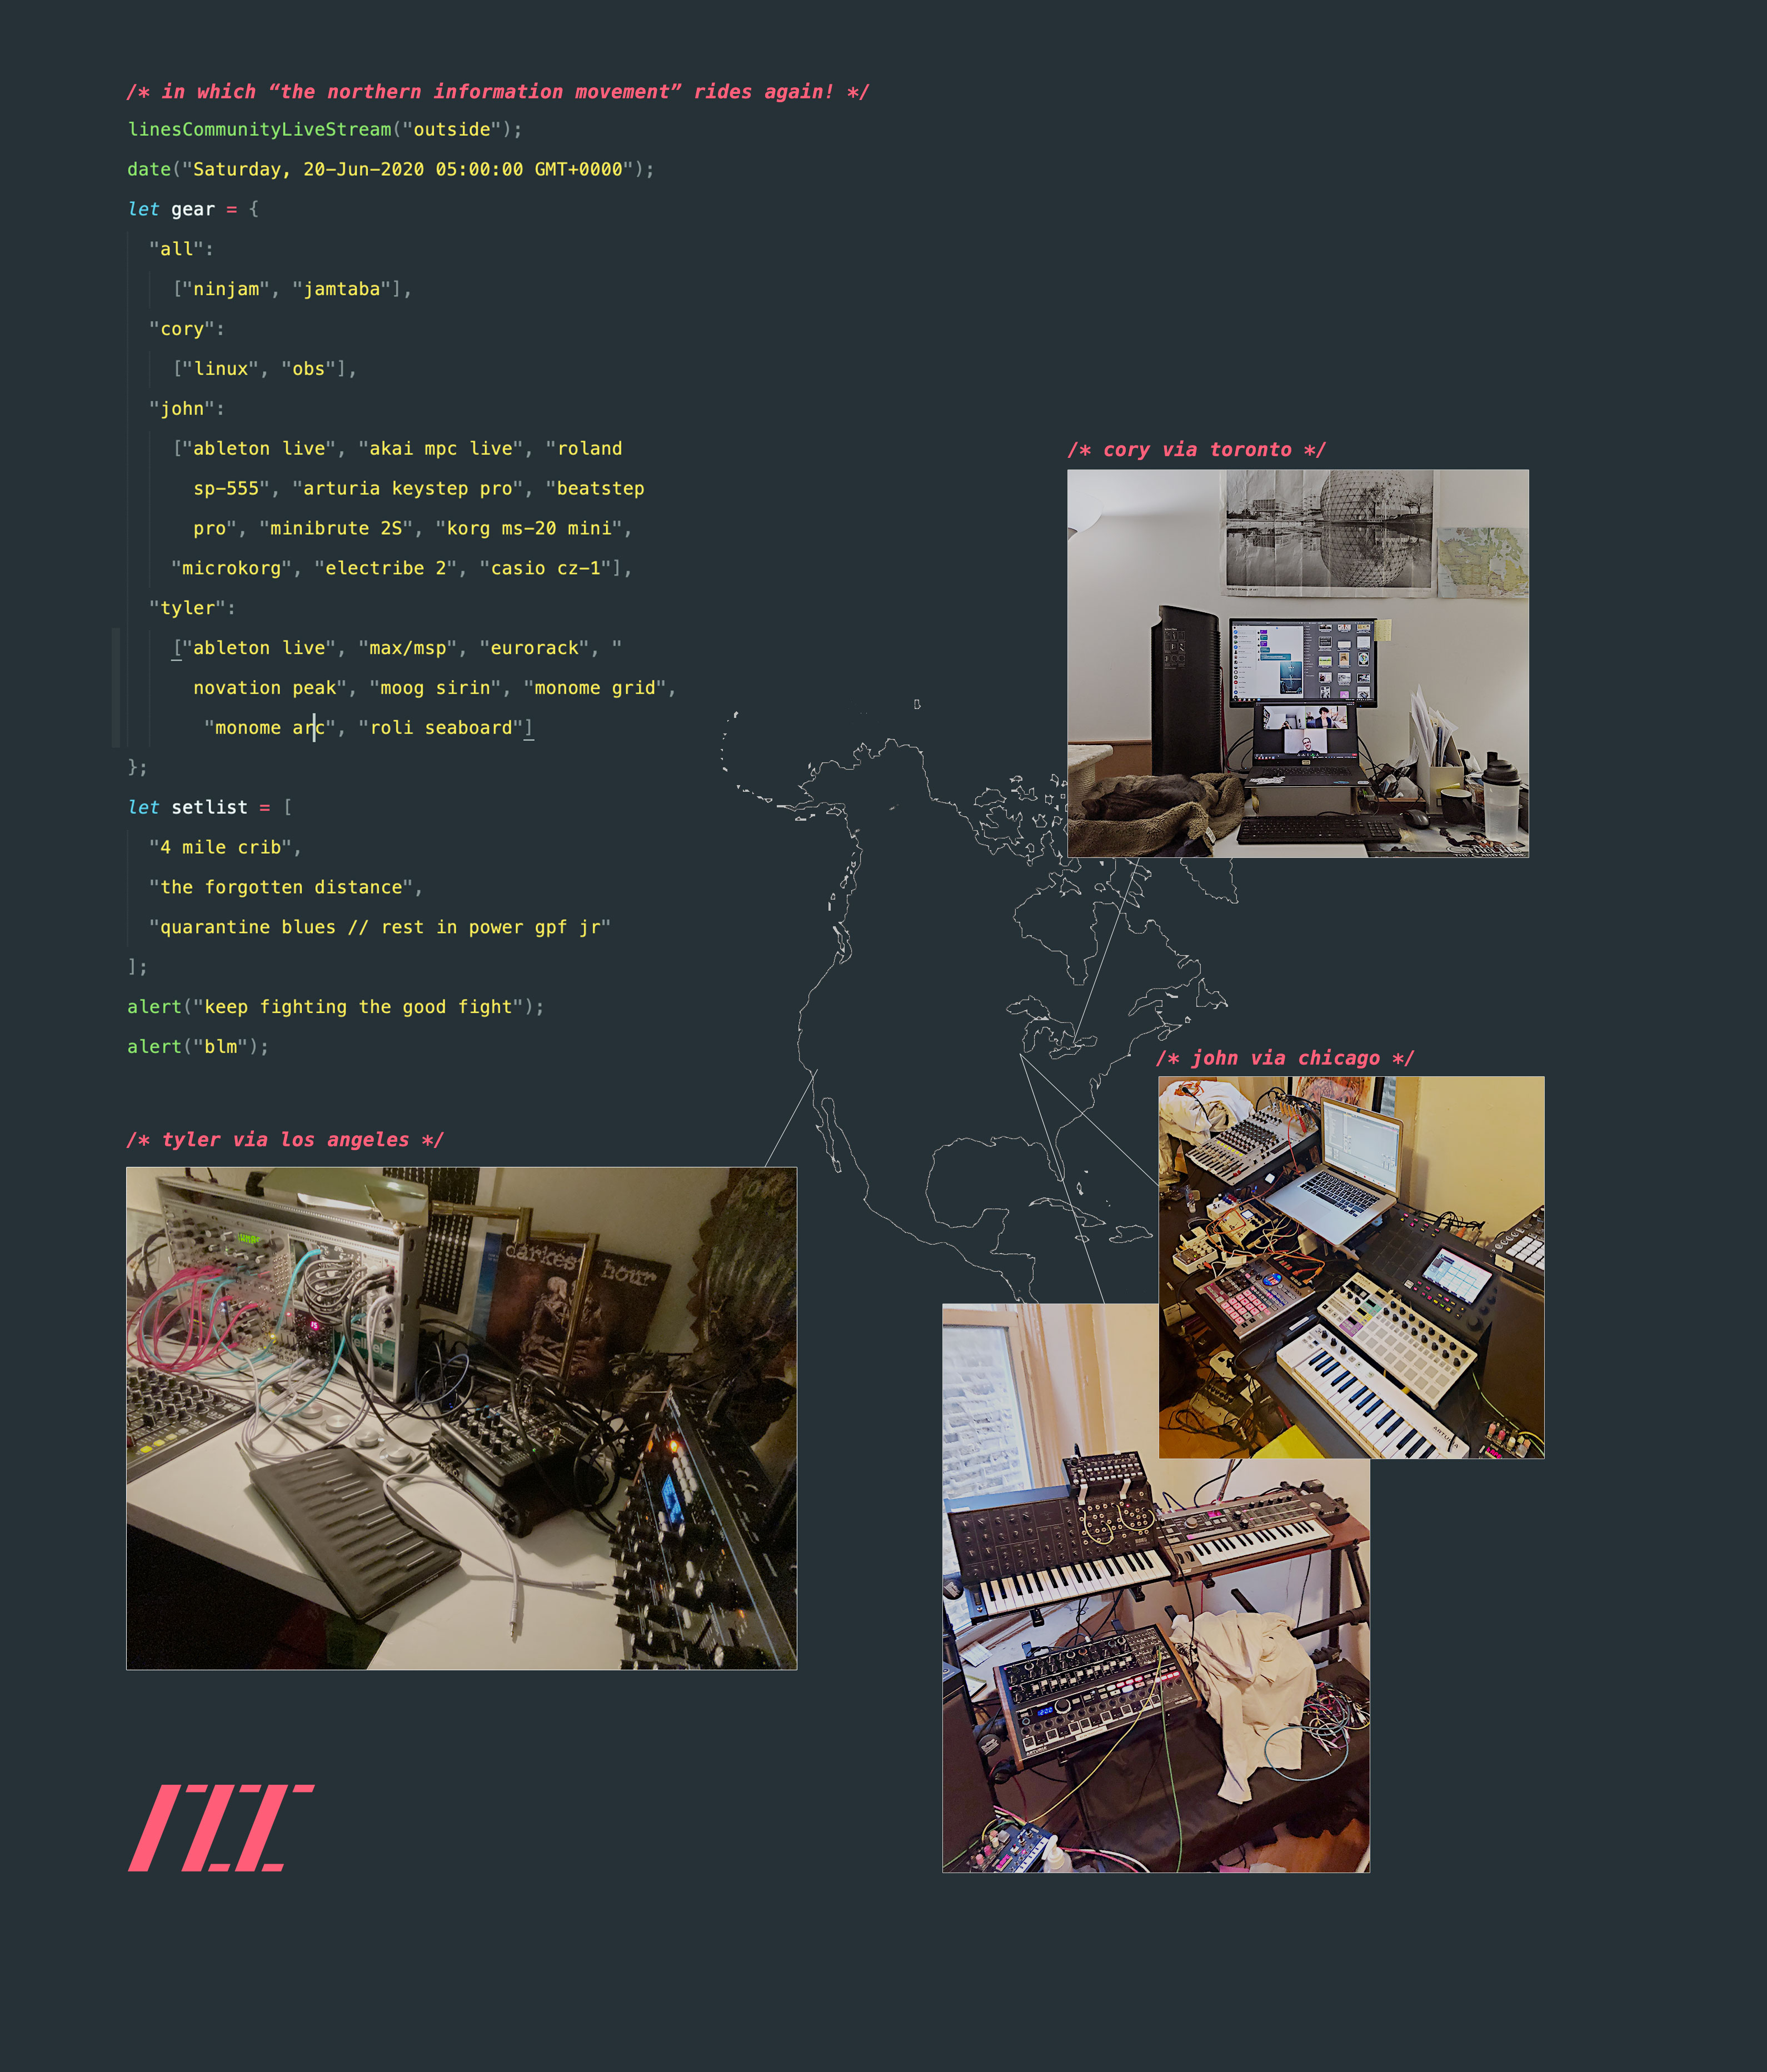 /* in which “the northern information movement” rides again! */
linesCommunityLiveStream("outside");
date("Saturday, 20-Jun-2020 05:00:00 GMT+0000");
let gear = {
"all":
["ninjam", "jamtaba"],
"cory":
["linux", "obs"],
"john":
["ableton live", "akai mpc live", "roland
sp-555", "arturia keystep pro", "beatstep
pro", "minibrute 2S", "korg ms-20 mini",
"microkorg", "electribe 2", "casio cz-1"],
"tyler":
["ableton live", "max/msp", "eurorack", "
novation peak", "moog sirin", "monome grid",
"monome arc", "roli seaboard"]
};
let setlist = [
"4 mile crib",
"the forgotten distance",
"quarantine blues // rest in power gpf jr"
];
alert("keep fighting the good fight");
alert("blm");
/* cory via toronto */
/* john via chicago */
ARTURIA
ARTURIA
/* tyler via los angeles */
darkest hour